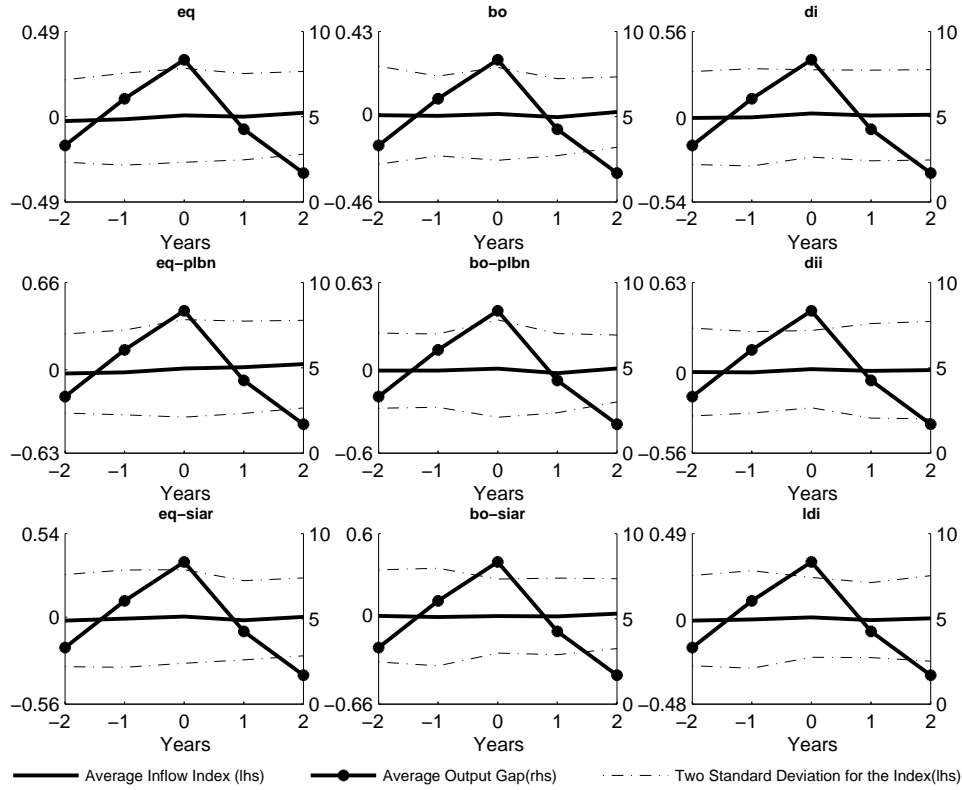 eq bo di
0.49 10 0.43 10 0.56 10
0 5 0 5 0 5
−0.49 0 −0.46 0 −0.54 0
−2 −1 0 1 2 −2 −1 0 1 2 −2 −1 0 1 2
Years Years Years
eq−plbn bo−plbn dii
0.66 10 0.63 10 0.63 10
0 5 0 5 0 5
−0.63 0 −0.6 0 −0.56 0
−2 −1 0 1 2 −2 −1 0 1 2 −2 −1 0 1 2
Years Years Years
eq−siar bo−siar ldi
0.54 10 0.6 10 0.49 10
0 5 0 5 0 5
−0.56 0 −0.66 0 −0.48 0
−2 −1 0 1 2 −2 −1 0 1 2 −2 −1 0 1 2
Years Years Years
Average Inflow Index (lhs) Average Output Gap(rhs) Two Standard Deviation for the Index(lhs)